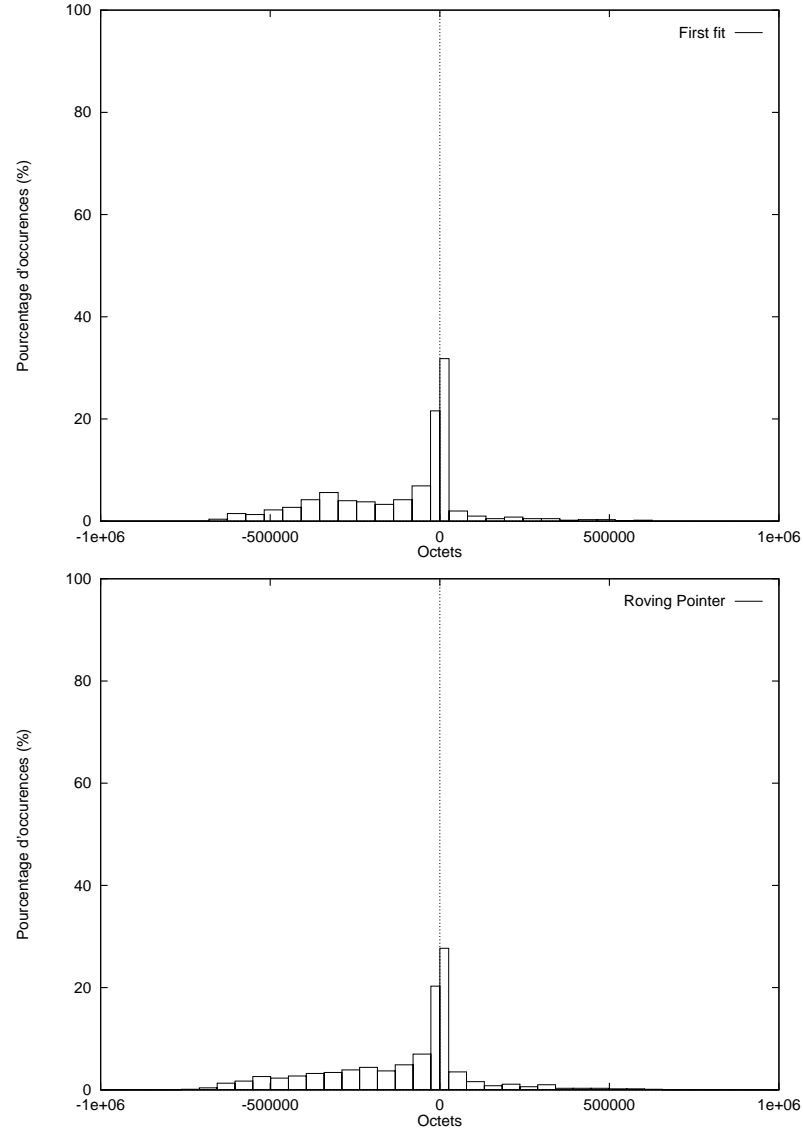 100
First fit
80
60
40
20
0
Pourcentage d'occurences (%)
-1e+06
-500000
0
500000
1e+06
Octets
100
Roving Pointer
80
60
40
20
0
Pourcentage d'occurences (%)
-1e+06
-500000
0
500000
1e+06
Octets